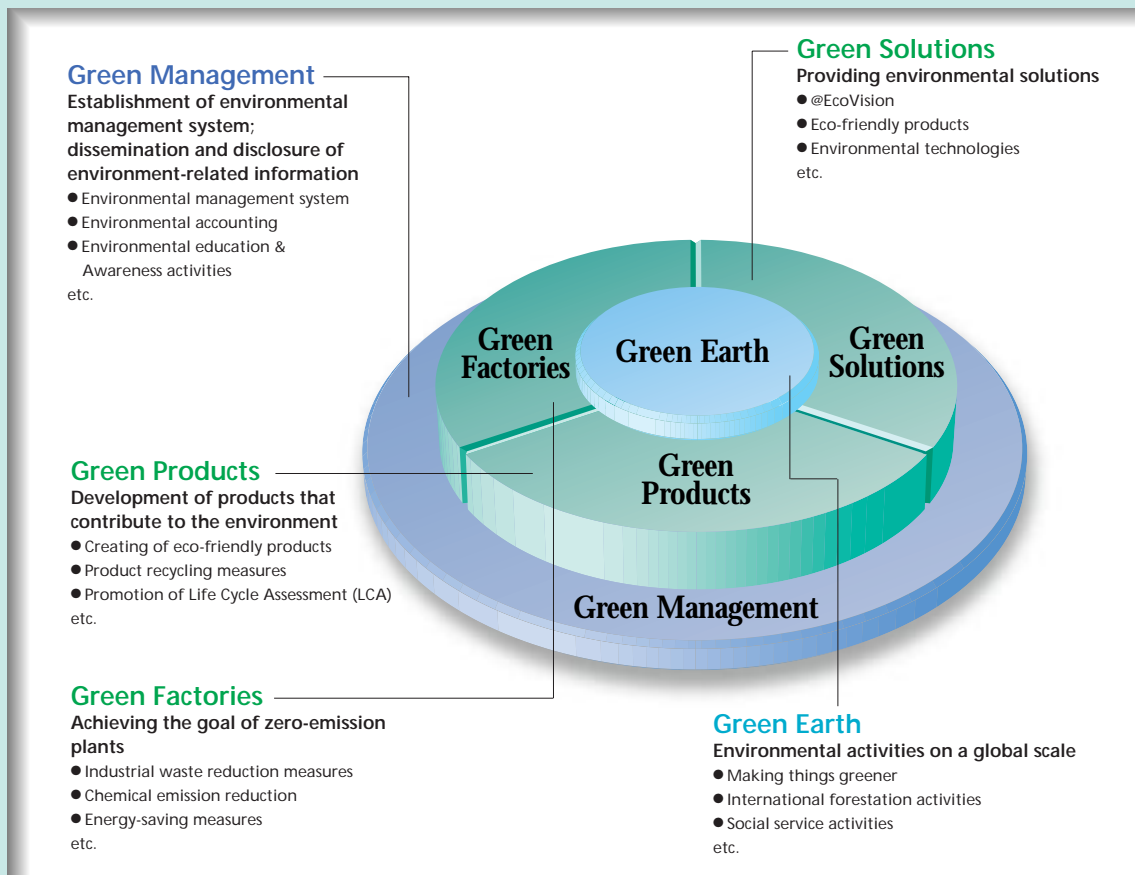 Green Management
Establishment of environmental
management system;
dissemination and disclosure of
environment-related information
● Environmental management system
● Environmental accounting
● Environmental education &
Awareness activities
etc.
Green Solutions
Providing environmental solutions
● @EcoVision
● Eco-friendly products
● Environmental technologies
etc.
Green
Factories
Green Earth
Green
Solutions
Green
Products
Green Management
Green Products
Development of products that
contribute to the environment
● Creating of eco-friendly products
● Product recycling measures
● Promotion of Life Cycle Assessment (LCA)
etc.
Green Factories
Achieving the goal of zero-emission
plants
● Industrial waste reduction measures
● Chemical emission reduction
● Energy-saving measures
etc.
Green Earth
Environmental activities on a global scale
● Making things greener
● International forestation activities
● Social service activities
etc.